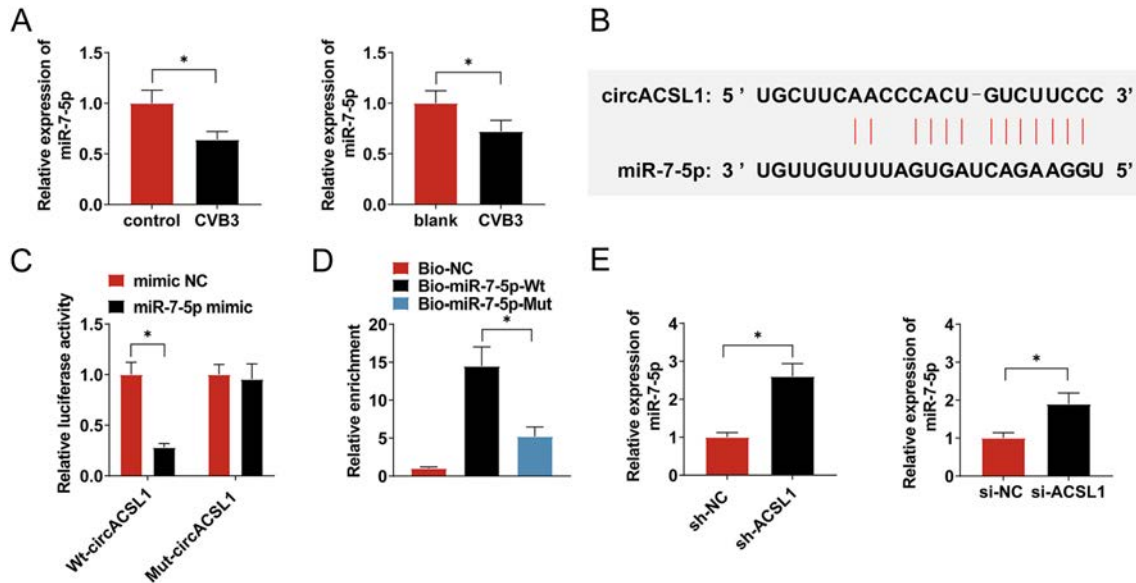 A
Relative expression of
miR-7-5p
1.5
1.0
0.5
0.0
*
control CVB3
Relative expression of
miR-7-5p
1.5
1.0
0.5
0.0
*
blank CVB3
B
circACSL1: 5 ’ UGCUUCAACCCACU-GUCUUCCC 3’
miR-7-5p: 3 ’ UGUUGUUUUAGUGAUCAGAAGGU 5’
C
mimic NC
miR-7-5p mimic
Relative luciferase activity
1.5
1.0
0.5
0.0
*
Wt-circACSL1
Mut-circACSL1
D
Bio-NC
Bio-miR-7-5p-Wt
Bio-miR-7-5p-Mut
Relative enrichment
20
15
10
5
0
*
E
Relative expression of
miR-7-5p
4
3
2
1
0
*
sh-NC
sh-ACSL1
Relative expression of
miR-7-5p
4
3
2
1
0
*
si-NC si-ACSL1